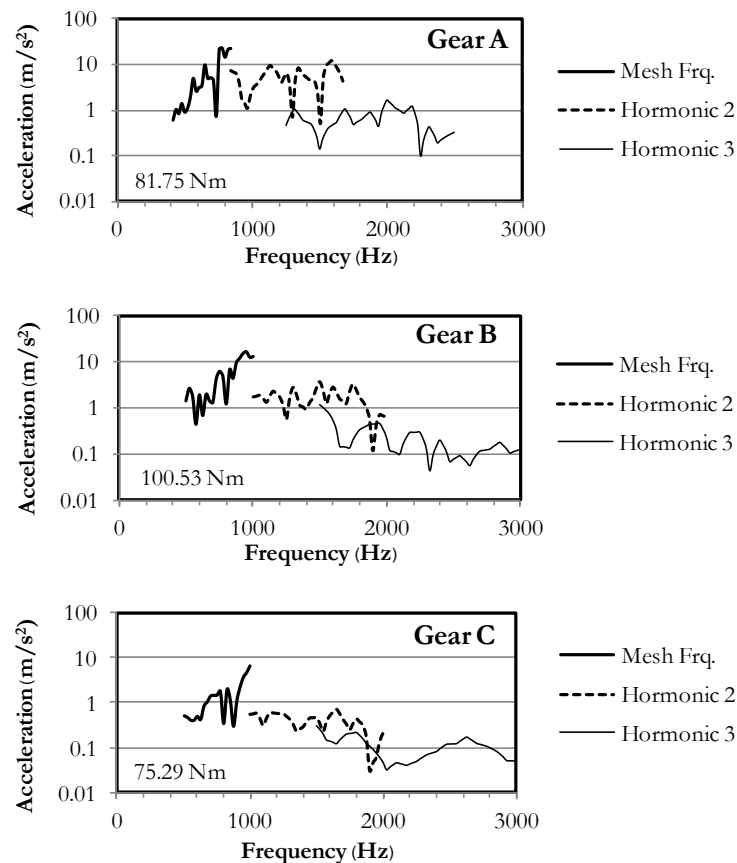 Gear A
Acceleration (m/s²)
100
10
1
0.1
0.01
81.75 Nm
0 1000 2000 3000
Frequency (Hz)
Mesh Frq.
Hormonic 2
Hormonic 3
Gear B
Acceleration (m/s²)
100
10
1
0.1
0.01
100.53 Nm
0 1000 2000 3000
Frequency (Hz)
Mesh Frq.
Hormonic 2
Hormonic 3
Gear C
Acceleration (m/s²)
100
10
1
0.1
0.01
75.29 Nm
0 1000 2000 3000
Frequency (Hz)
Mesh Frq.
Hormonic 2
Hormonic 3